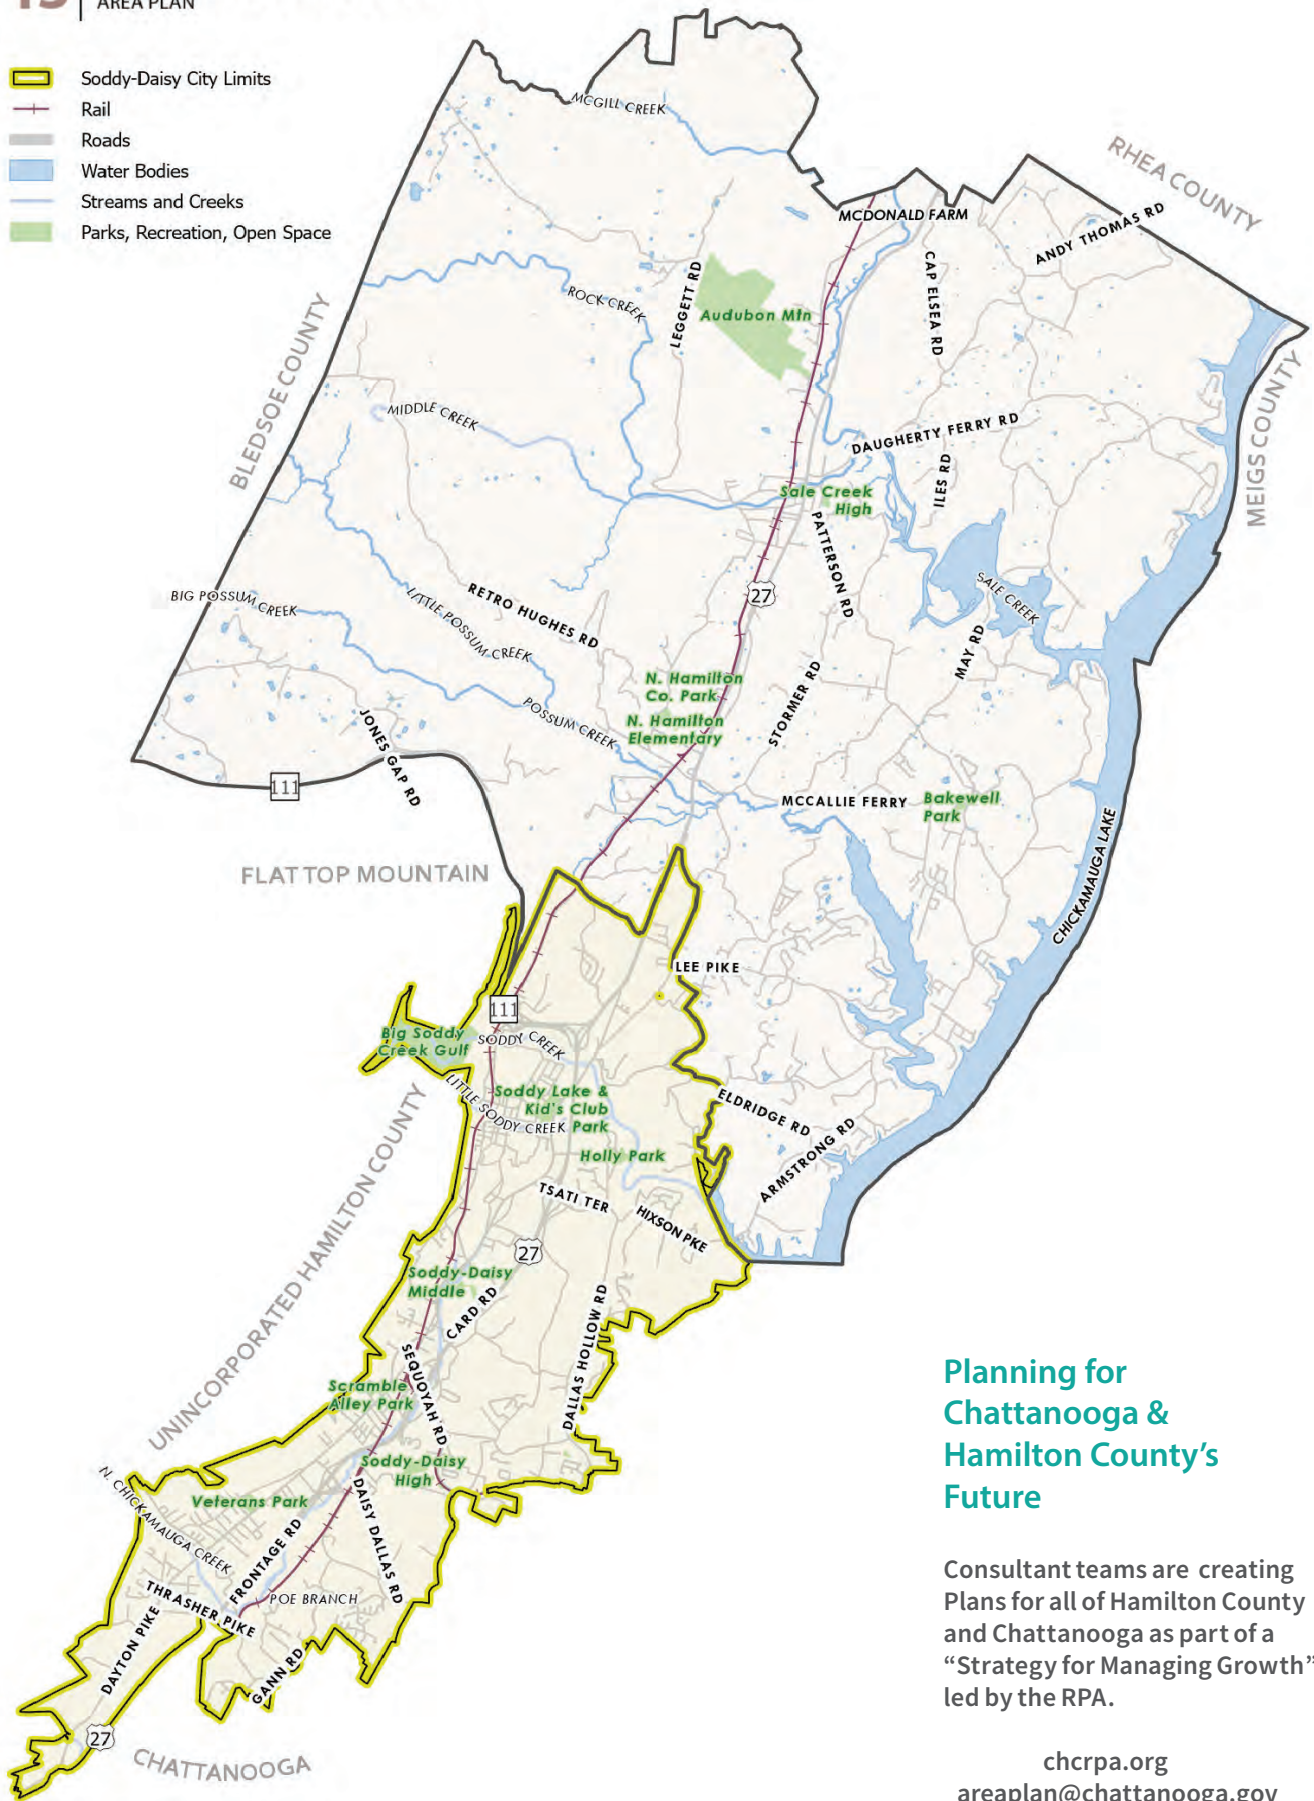 AREA PLAN
Soddy-Daisy City Limits
Rail
Roads
Water Bodies
Streams and Creeks
Parks, Recreation, Open Space
MCGILL CREEK
RHEA COUNTY
MCDONALD FARM
ANDY THOMAS RD
CAP ELSEA RD
LEGGETT RD
ROCK CREEK
Audubon Mtn
BLEDSOE COUNTY
MEIGS COUNTY
MIDDLE CREEK
DAUGHERTY FERRY RD
ILES RD
Sale Creek
High
PATTERSON RD
SALE CREEK
27
BIG POSSUM CREEK
LITTLE POSSUM CREEK
RETRO HUGHES RD
MAY RD
N. Hamilton
Co. Park
STORMER RD
N. Hamilton
Elementary
POSSUM CREEK
JONES GAP RD
111
MCCALLIE FERRY
Bakewell
Park
CHICKAMAUGA LAKE
FLAT TOP MOUNTAIN
LEE PIKE
111
Big Soddy
Creek Gulf
SODDY CREEK
LITTLE SODDY CREEK
Soddy Lake &
Kid's Club
Park
ELDRIDGE RD
ARMSTRONG RD
Holly Park
UNINCORPORATED HAMILTON COUNTY
TSATI TER
HIXSON PKE
27
Soddy-Daisy
Middle
CARD RD
DALLAS HOLLOW RD
SEQUOYAH RD
Scramble
Alley Park
Soddy-Daisy
High
DAISY DALLAS RD
Veterans Park
N. CHICKAMAUGA CREEK
FRONTAGE RD
POE BRANCH
THRASHER PIKE
DAYTON PIKE
GANN RD
27
CHATTANOOGA
Planning for
Chattanooga &
Hamilton County's
Future
Consultant teams are creating
Plans for all of Hamilton County
and Chattanooga as part of a
“Strategy for Managing Growth”
led by the RPA.
chcrpa.org
areaplan@chattanooga.gov